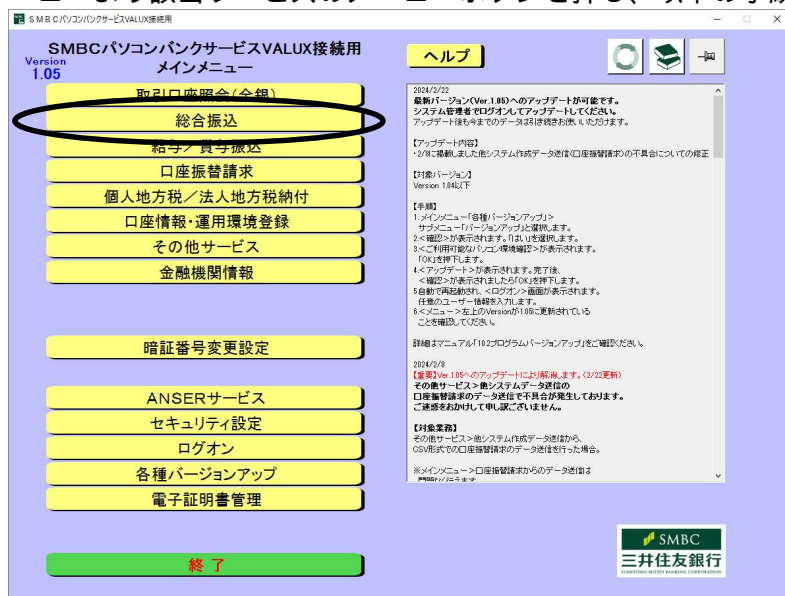 ＳＭＢＣパソコンバンクサービスVALUX接続用
SMBCパソコンバンクサービスVALUX接続用
メインメニュー
Version
1.05
ヘルプ
取引口座照会(全銀)
総合振込
給与／賞与振込
口座振替請求
個人地方税／法人地方税納付
口座情報・運用環境登録
その他サービス
金融機関情報
暗証番号変更設定
ANSERサービス
セキュリティ設定
ログオン
各種バージョンアップ
電子証明書管理
終 了
2024/2/22
最新バージョン(Ver.1.05)へのアップデートが可能です。
システム管理者でログオンしてアップデートしてください。
アップデート後も今までのデータは引き続きお使いいただけます。
【アップデート内容】
・2/8に掲載しました他システム作成データ送信(口座振替請求)の不具合についての修正
【対象バージョン】
Version 1.04以下
【手順】
1.メインメニュー「各種バージョンアップ」＞
サブメニュー「バージョンアップ」と選択します。
2.＜確認＞が表示されます。「はい」を選択します。
3.＜ご利用可能なパソコン環境確認＞が表示されます。
「OK」を押下します。
4.＜アップデート＞が表示されます。完了後、
＜確認＞が表示されましたら「OK」を押下します。
5.自動で再起動され、＜ログオン＞画面が表示されます。
任意のユーザー情報を入力します。
6.＜メニュー＞左上のVersionが1.05に更新されている
ことを確認してください。
詳細はマニュアル「10.2プログラムバージョンアップ」をご確認ください。
2024/2/8
【重要】Ver.1.05へのアップデートにより解消します。(2/22更新)
その他サービス＞他システムデータ送信の
口座振替請求のデータ送信で不具合が発生しております。
ご迷惑をおかけして申し訳ございません。
【対象業務】
その他サービス＞他システム作成データ送信から、
CSV形式での口座振替請求のデータ送信を行った場合。
※メインメニュー＞口座振替請求からのデータ送信は
問題なく行えます
SMBC
三井住友銀行
SUMITOMO MITSUI BANKING CORPORATION